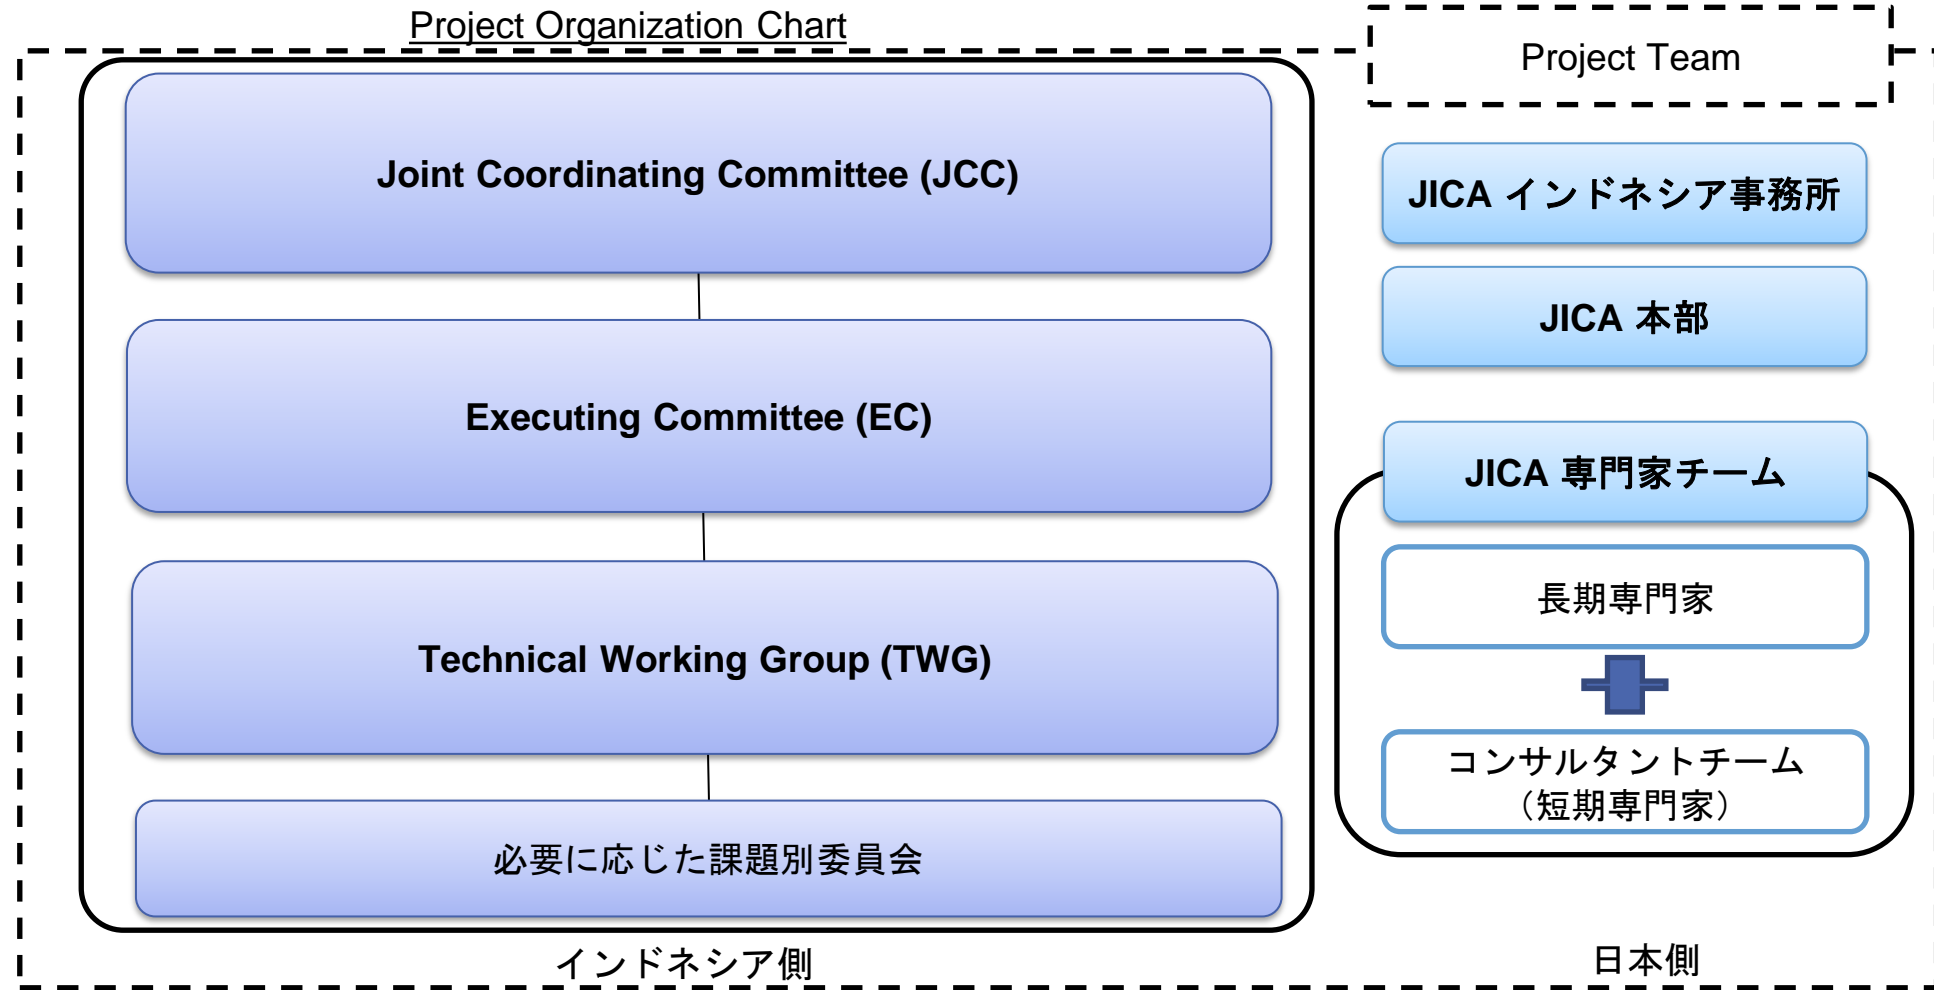 Project Organization Chart
Project Team
Joint Coordinating Committee (JCC)
Executing Committee (EC)
Technical Working Group (TWG)
必要に応じた課題別委員会
インドネシア側
JICA インドネシア事務所
JICA 本部
JICA 専門家チーム
長期専門家
コンサルタントチーム
（短期専門家）
日本側